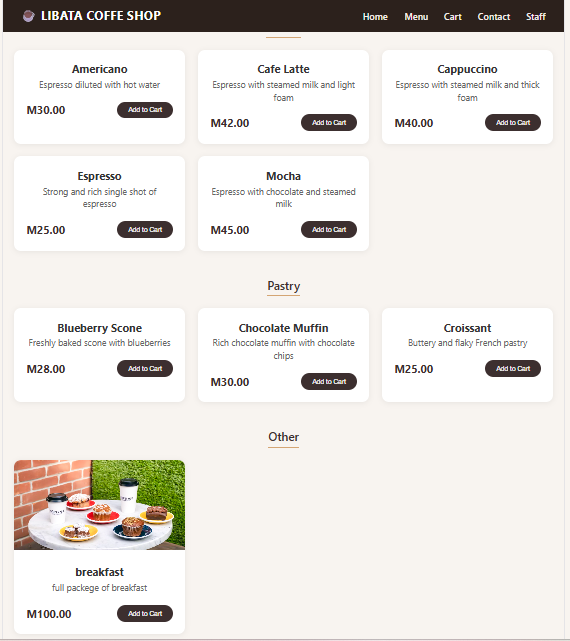 LIBATA COFFE SHOP
Home Menu Cart Contact Staff
Americano
Espresso diluted with hot water
M30.00 Add to Cart
Cafe Latte
Espresso with steamed milk and light
foam
M42.00 Add to Cart
Cappuccino
Espresso with steamed milk and thick
foam
M40.00 Add to Cart
Espresso
Strong and rich single shot of
espresso
M25.00 Add to Cart
Mocha
Espresso with chocolate and steamed
milk
M45.00 Add to Cart
Pastry
Blueberry Scone
Freshly baked scone with blueberries
M28.00 Add to Cart
Chocolate Muffin
Rich chocolate muffin with chocolate
chips
M30.00 Add to Cart
Croissant
Buttery and flaky French pastry
M25.00 Add to Cart
Other
breakfast
full packege of breakfast
M100.00 Add to Cart